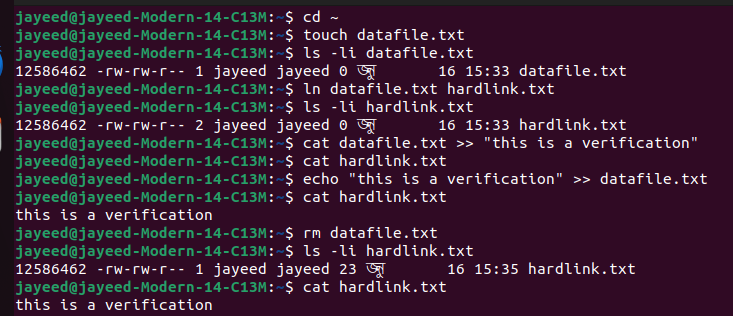 jayeed@jayeed-Modern-14-C13M:~$ cd ~
jayeed@jayeed-Modern-14-C13M:~$ touch datafile.txt
jayeed@jayeed-Modern-14-C13M:~$ ls -li datafile.txt
12586462 -rw-rw-r-- 1 jayeed jayeed 0 জানু 16 15:33 datafile.txt
jayeed@jayeed-Modern-14-C13M:~$ ln datafile.txt hardlink.txt
jayeed@jayeed-Modern-14-C13M:~$ ls -li hardlink.txt
12586462 -rw-rw-r-- 2 jayeed jayeed 0 জানু 16 15:33 hardlink.txt
jayeed@jayeed-Modern-14-C13M:~$ cat datafile.txt >> "this is a verification"
jayeed@jayeed-Modern-14-C13M:~$ cat hardlink.txt
jayeed@jayeed-Modern-14-C13M:~$ echo "this is a verification" >> datafile.txt
jayeed@jayeed-Modern-14-C13M:~$ cat hardlink.txt
this is a verification
jayeed@jayeed-Modern-14-C13M:~$ rm datafile.txt
jayeed@jayeed-Modern-14-C13M:~$ ls -li hardlink.txt
12586462 -rw-rw-r-- 1 jayeed jayeed 23 জানু 16 15:35 hardlink.txt
jayeed@jayeed-Modern-14-C13M:~$ cat hardlink.txt
this is a verification